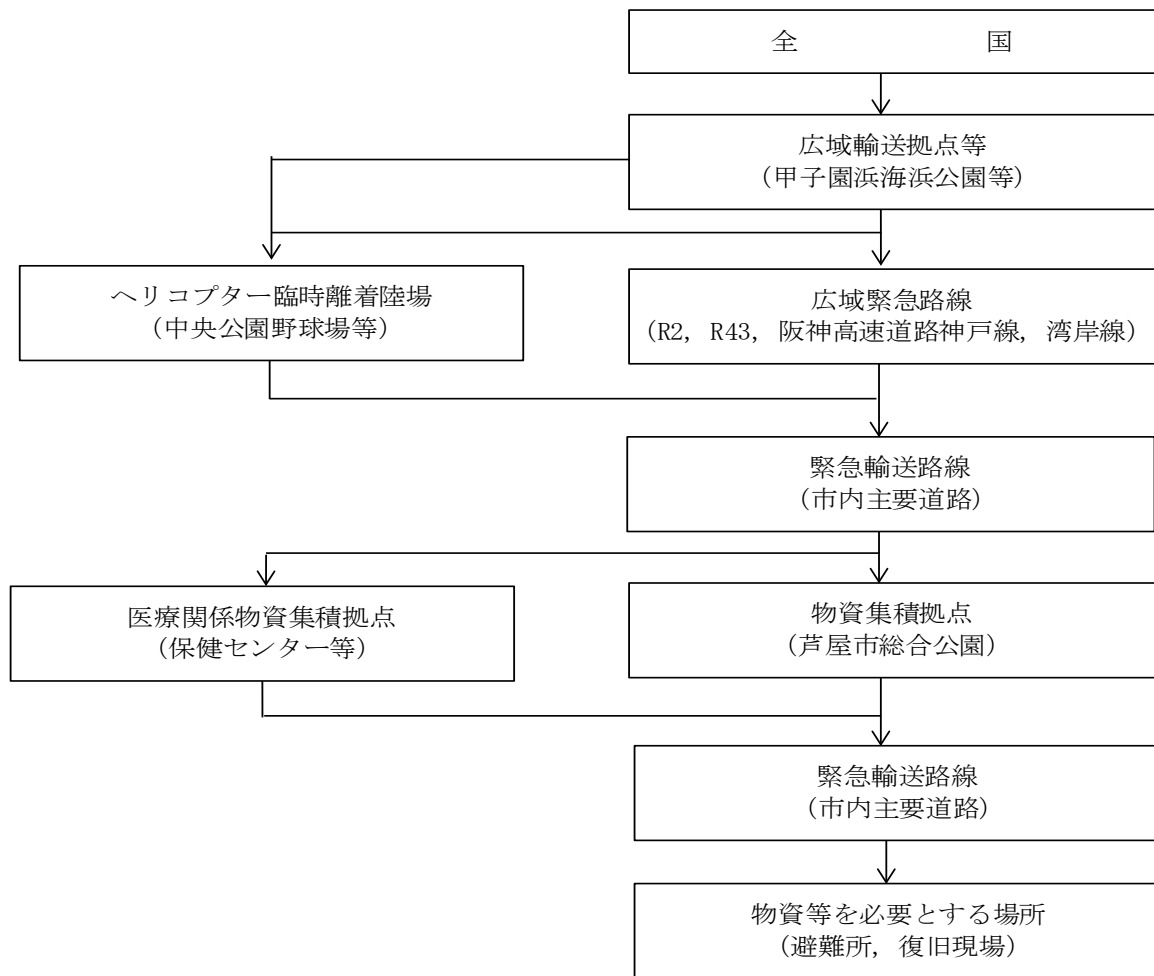 全　　　　　　国
広域輸送拠点等
（甲子園浜海浜公園等）
ヘリコプター臨時離着陸場
（中央公園野球場等）
広域緊急路線
（R2，R43，阪神高速道路神戸線，湾岸線）
緊急輸送路線
（市内主要道路）
医療関係物資集積拠点
（保健センター等）
物資集積拠点
（芦屋市総合公園）
緊急輸送路線
（市内主要道路）
物資等を必要とする場所
（避難所，復旧現場）